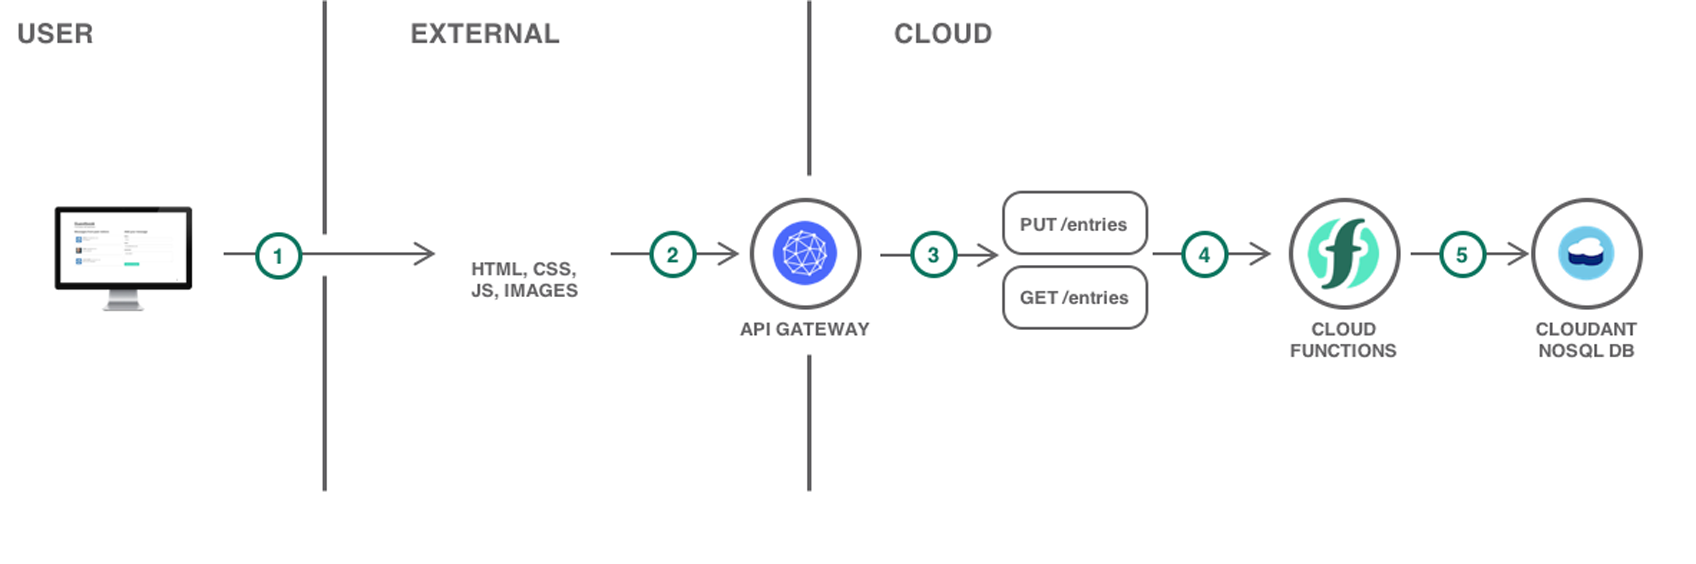 USER
EXTERNAL
CLOUD
1
HTML, CSS,
JS, IMAGES
2
API GATEWAY
3
PUT /entries
GET /entries
4
CLOUD
FUNCTIONS
5
CLOUDANT
NOSQL DB